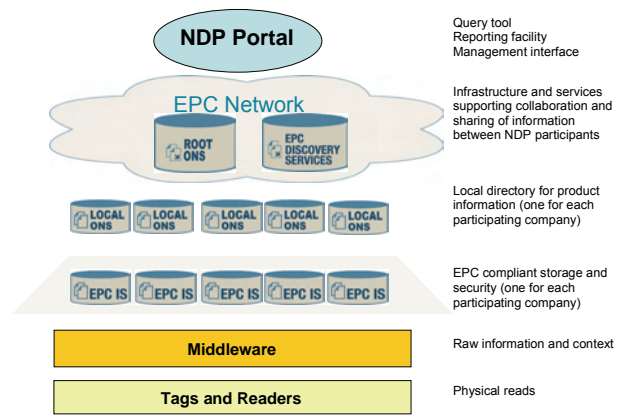 NDP Portal
Query tool
Reporting facility
Management interface
EPC Network
ROOT
ONS
EPC
DISCOVERY
SERVICES
Infrastructure and services
supporting collaboration and
sharing of information
between NDP participants
LOCAL
ONS
LOCAL
ONS
LOCAL
ONS
LOCAL
ONS
LOCAL
ONS
Local directory for product
information (one for each
participating company)
EPC IS
EPC IS
EPC IS
EPC IS
EPC IS
EPC compliant storage and
security (one for each
participating company)
Middleware
Raw information and context
Tags and Readers
Physical reads